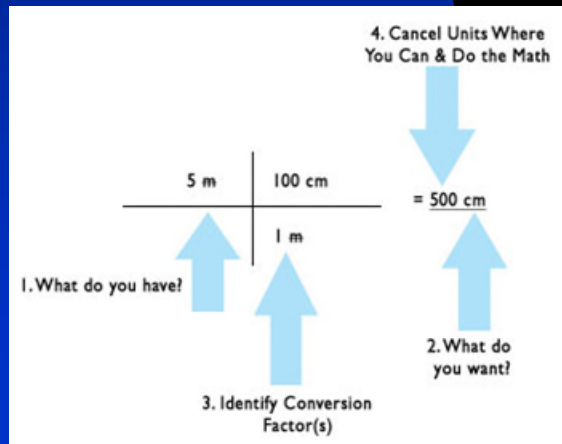 4. Cancel Units Where
You Can & Do the Math
5 m
100 cm
= 500 cm
1 m
1. What do you have?
2. What do
you want?
3. Identify Conversion
Factor(s)